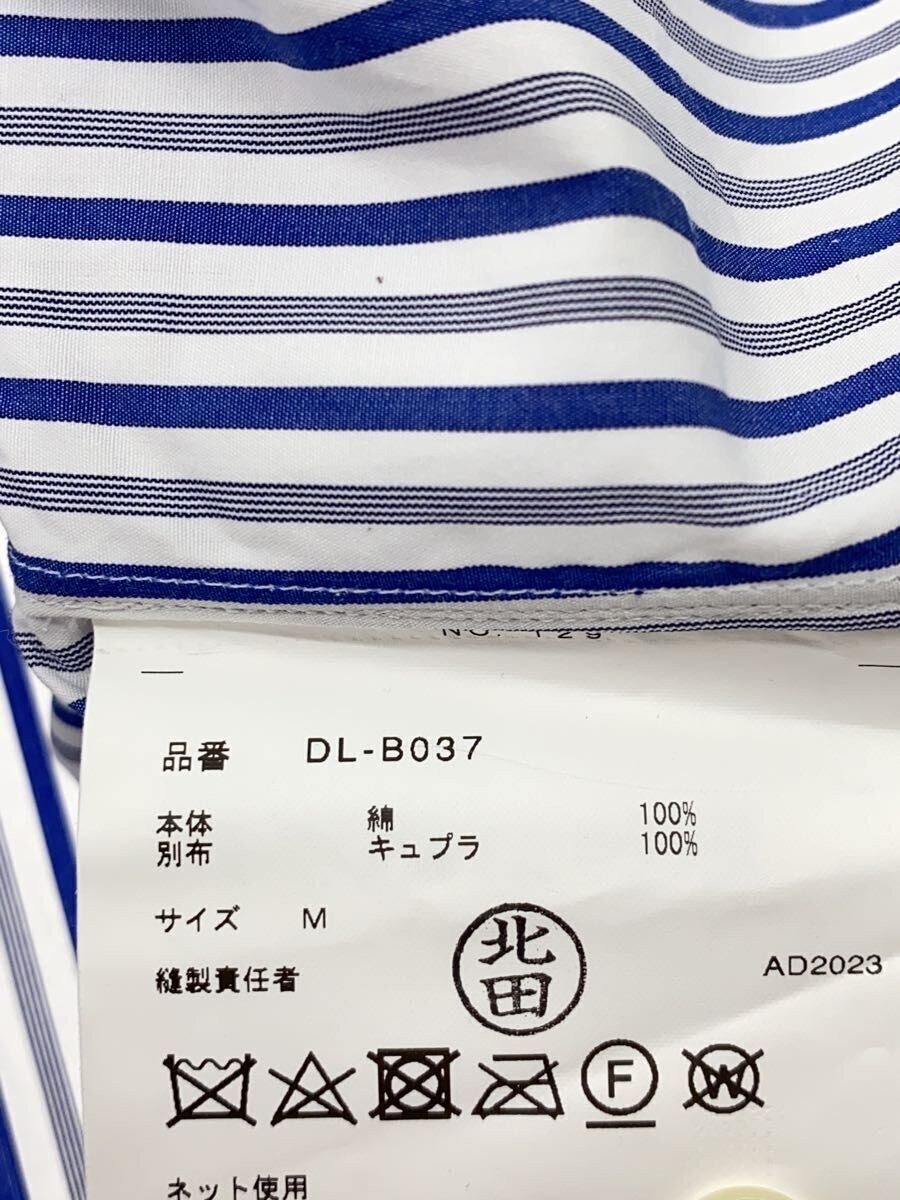 品番 DL-B037
本体 綿 100%
別布 キュプラ 100%
サイズ M
縫製責任者 北田 AD2023
F W
ネット使用